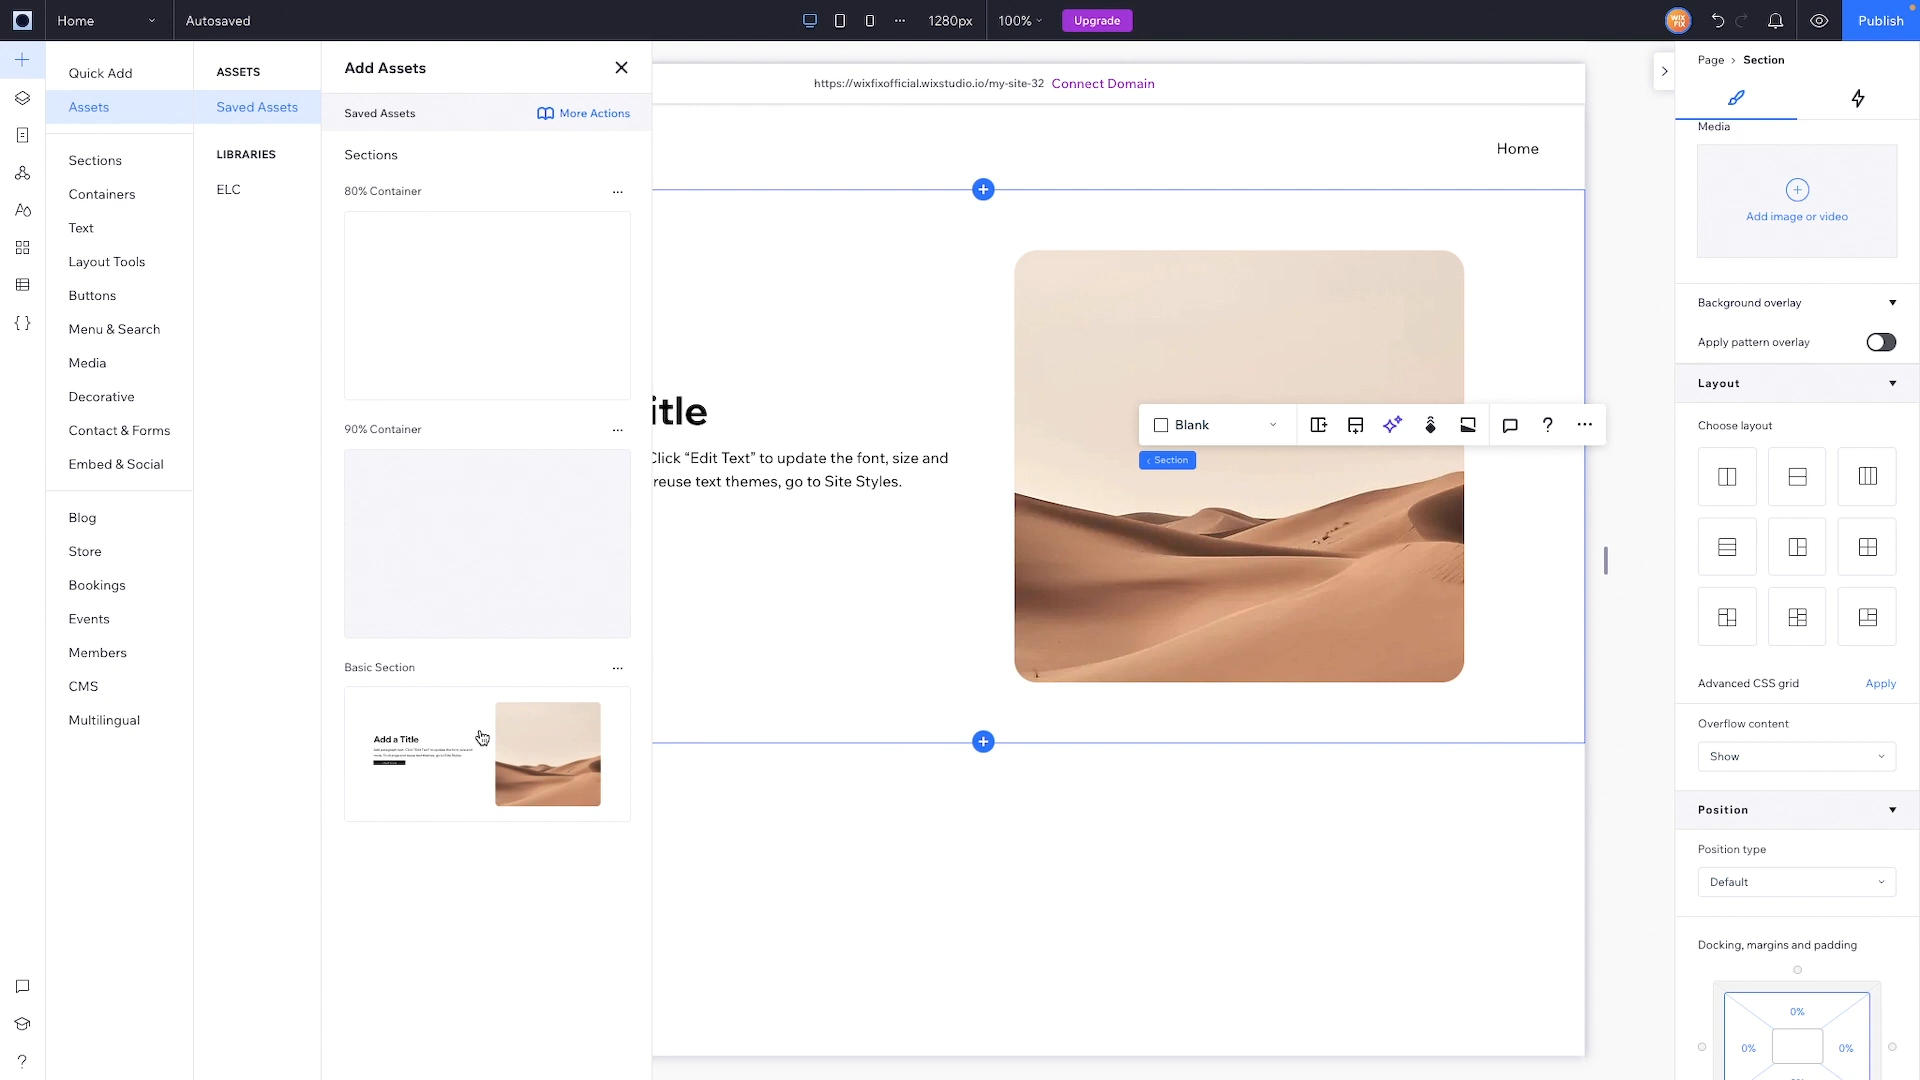 Home
Autosaved
1280px
100%
Upgrade
WIX
FIX
Publish
Quick Add
Assets
Sections
Containers
Text
Layout Tools
Buttons
Menu & Search
Media
Decorative
Contact & Forms
Embed & Social
Blog
Store
Bookings
Events
Members
CMS
Multilingual
?
ASSETS
Saved Assets
LIBRARIES
ELC
Add Assets
Saved Assets
More Actions
Sections
80% Container
90% Container
Basic Section
Add a Title
https://wixfixofficial.wixstudio.io/my-site-32 Connect Domain
Home
itle
Click “Edit Text” to update the font, size and
reuse text themes, go to Site Styles.
Blank
?
‹ Section
Page › Section
Media
Add image or video
Background overlay
Apply pattern overlay
Layout
Choose layout
Advanced CSS grid
Apply
Overflow content
Show
Position
Position type
Default
Docking, margins and padding
0%
0%
0%